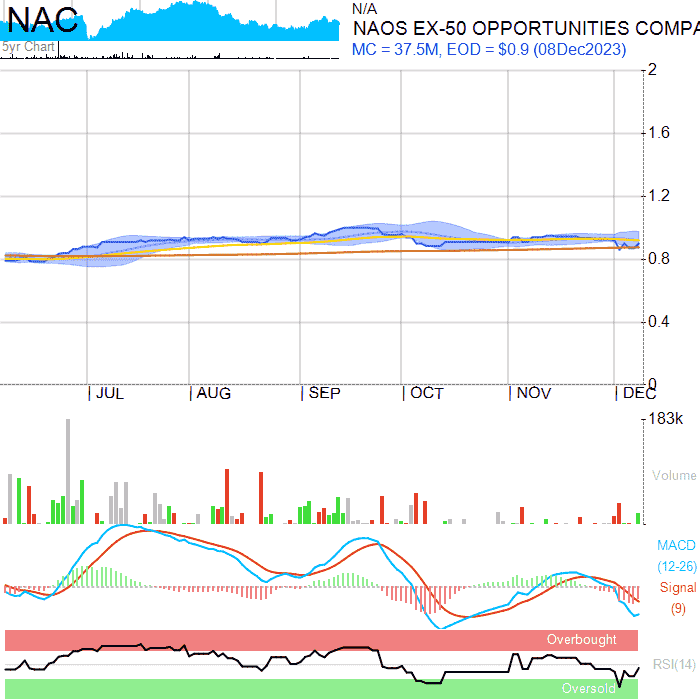 NAC
N/A
NAOS EX-50 OPPORTUNITIES COMPA
5yr Chart
MC = 37.5M, EOD = $0.9 (08Dec2023)
2
1.6
1.2
0.8
0.4
0
JUL AUG SEP OCT NOV DEC
183k
Volume
MACD
(12-26)
Signal
(9)
Overbought
RSI(14)
Oversold